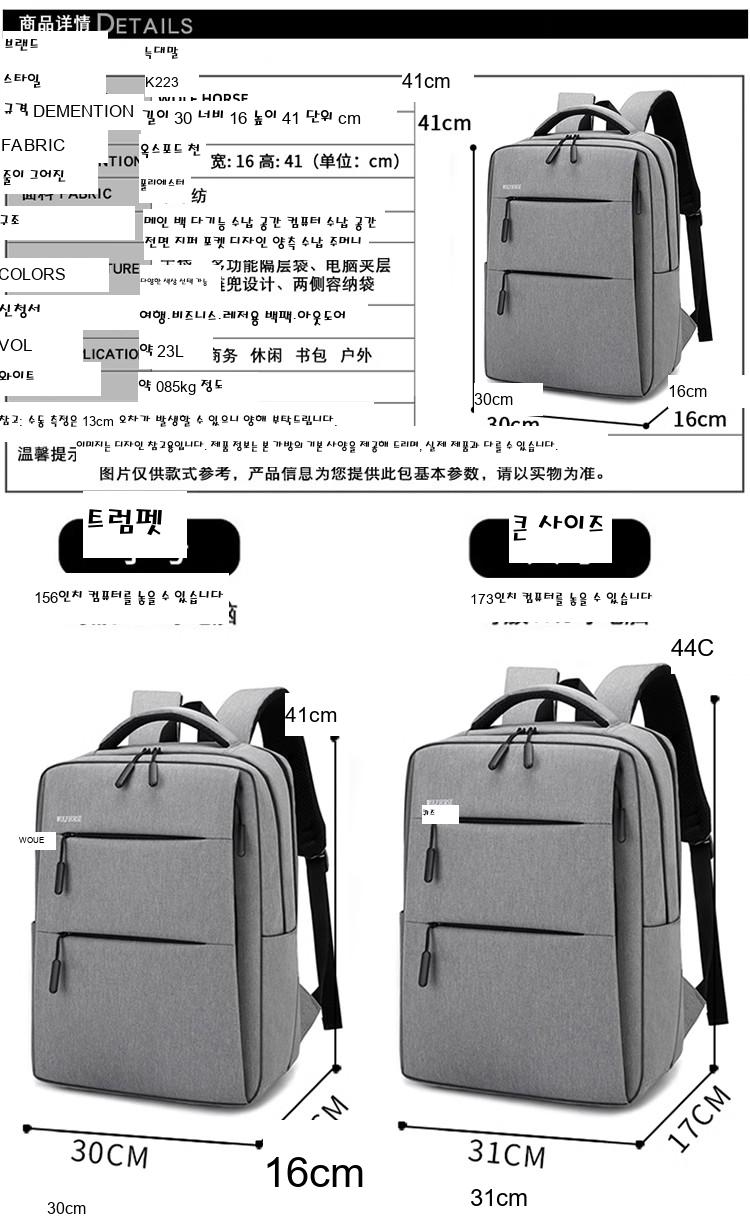 商品详情 DETAILS
브랜드
늑대말
스타일
K223
WOLF HORSE
41cm
규격 DEMENTION
길이 30 너비 16 높이 41 단위 cm
41cm
FABRIC
옥스포드 천
NTION
宽: 16 高: 41（单位：cm）
줄이 그어진
폴리에스터
面料 FABRIC
纺
구조
메인 백 다기능 수납 공간 컴퓨터 수납 공간
전면 지퍼 포켓 디자인 양측 수납 주머니
COLORS
TURE
多功能隔层袋、电脑夹层
다양한 색상 선택 가능
兜设计、两侧容纳袋
신청서
여행.비즈니스.레저용 백팩.아웃도어
VOL
LICATIO
약 23L
商务 休闲 书包 户外
와이트
약 085kg 정도
30cm
16cm
30cm
16cm
참고: 수동 측정은 13cm 오차가 발생할 수 있으니 양해 부탁드립니다.
温馨提示
이미지는 디자인 참고용입니다. 제품 정보는 본 가방의 기본 사양을 제공해 드리며, 실제 제품과 다를 수 있습니다.
图片仅供款式参考，产品信息为您提供此包基本参数，请以实物为准。
트럼펫
큰 사이즈
156인치 컴퓨터를 놓을 수 있습니다
173인치 컴퓨터를 놓을 수 있습니다
44C
41cm
WOLFHORSE
WOUE
30CM
16cm
30cm
31CM
17CM
31cm